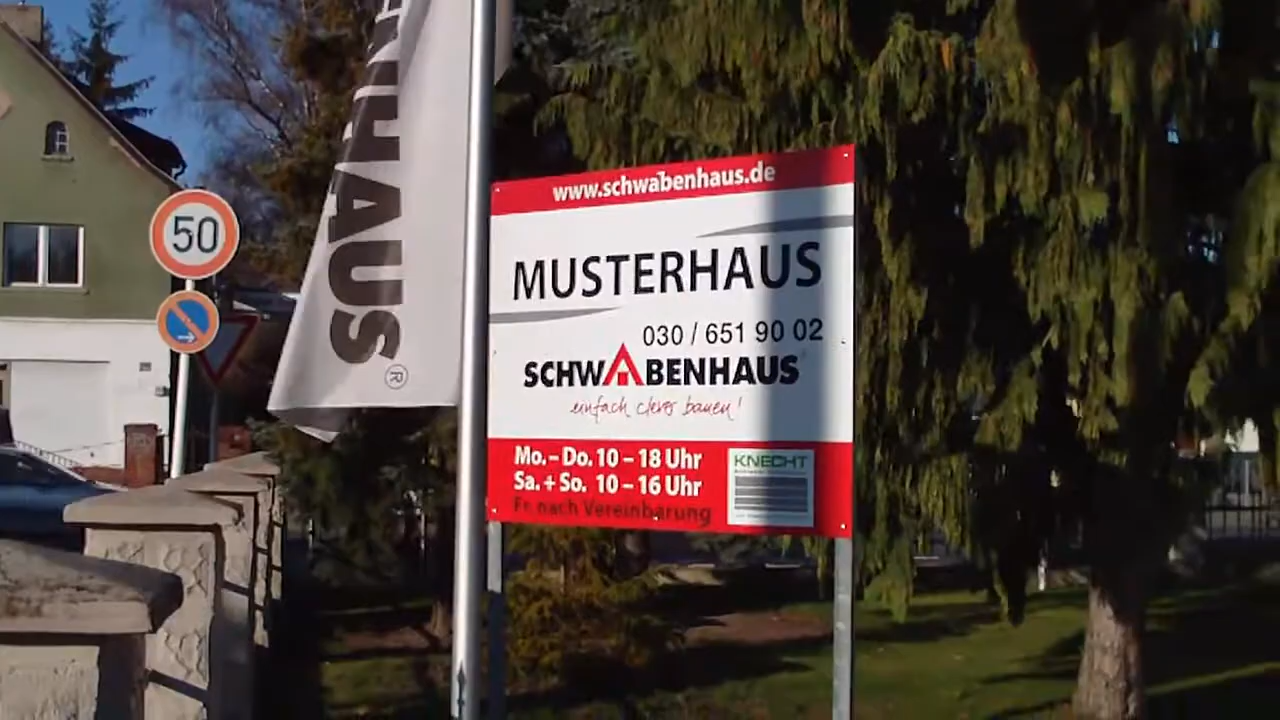 50
HAUS
®
www.schwabenhaus.de
MUSTERHAUS
030 / 651 90 02
SCHWABENHAUS
einfach clever bauen!
Mo. – Do. 10 – 18 Uhr
Sa. + So. 10 – 16 Uhr
Fr. nach Vereinbarung
KNECHT